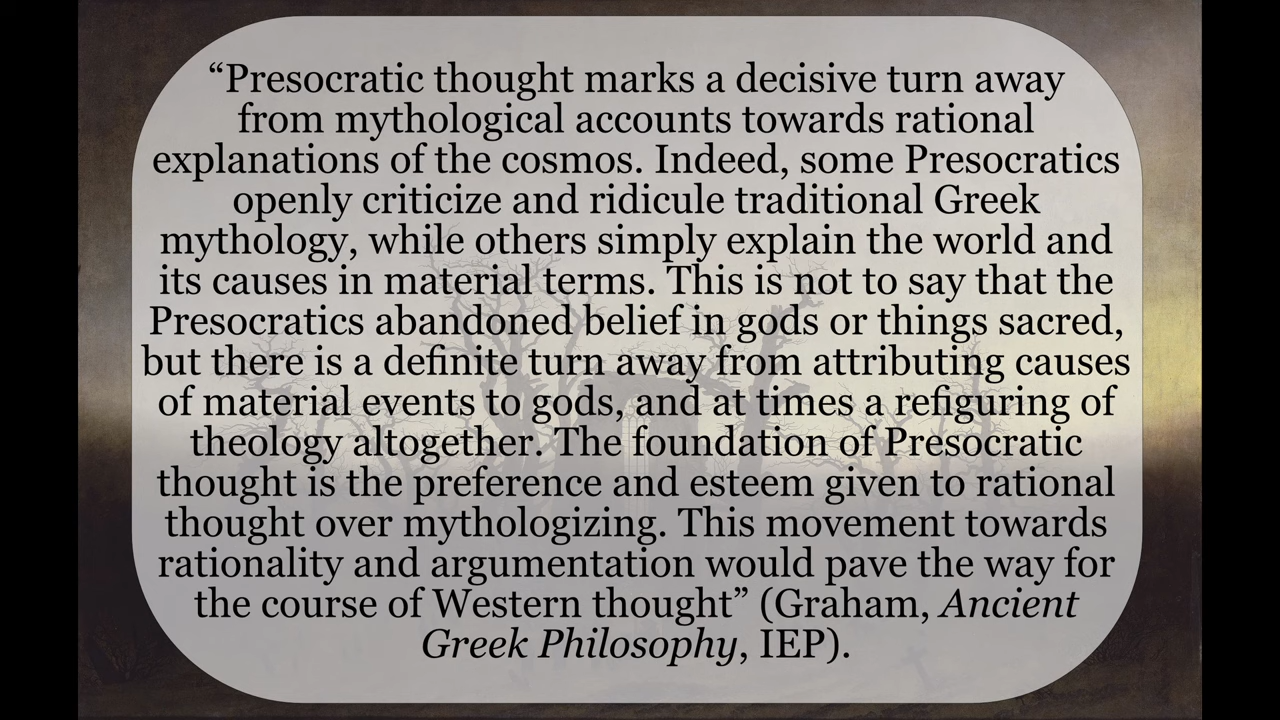 “Presocratic thought marks a decisive turn away
from mythological accounts towards rational
explanations of the cosmos. Indeed, some Presocratics
openly criticize and ridicule traditional Greek
mythology, while others simply explain the world and
its causes in material terms. This is not to say that the
Presocratics abandoned belief in gods or things sacred,
but there is a definite turn away from attributing causes
of material events to gods, and at times a refiguring of
theology altogether. The foundation of Presocratic
thought is the preference and esteem given to rational
thought over mythologizing. This movement towards
rationality and argumentation would pave the way for
the course of Western thought” (Graham, Ancient
Greek Philosophy, IEP).